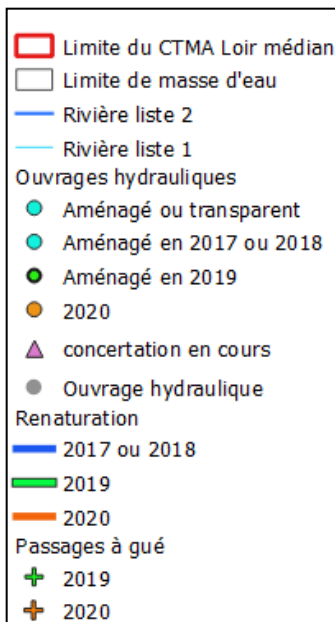 Limite du CTMA Loir médian
Limite de masse d'eau
Rivière liste 2
Rivière liste 1
Ouvrages hydrauliques
Aménagé ou transparent
Aménagé en 2017 ou 2018
Aménagé en 2019
2020
concertation en cours
Ouvrage hydraulique
Renaturation
2017 ou 2018
2019
2020
Passages à gué
2019
2020